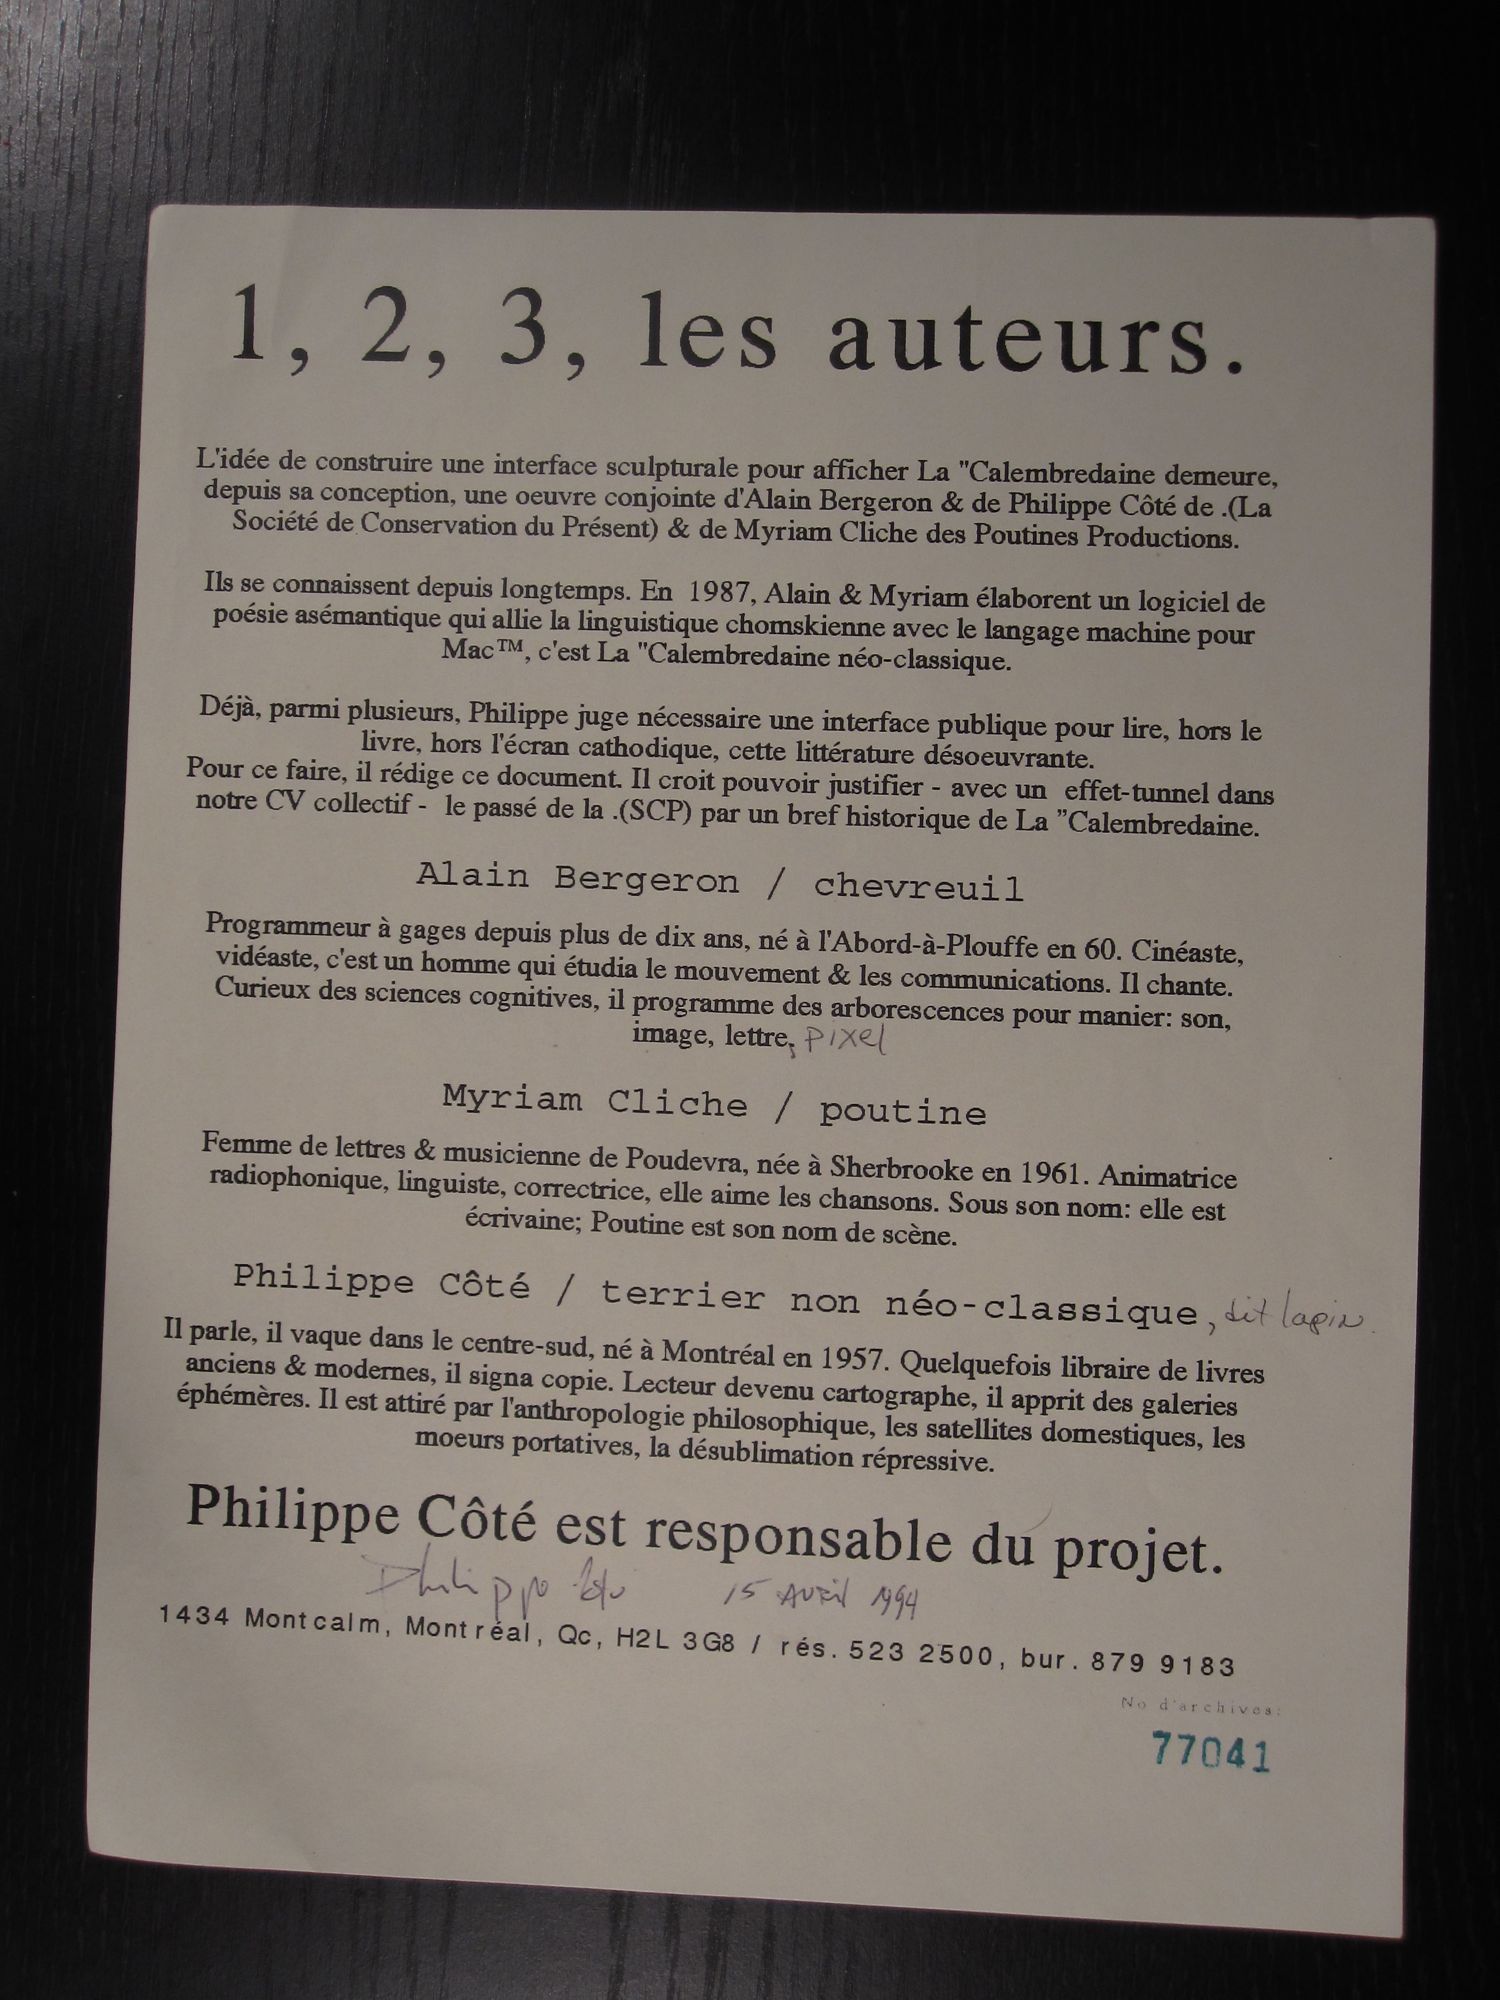 1, 2, 3, les auteurs.
L'idée de construire une interface sculpturale pour afficher La "Calembredaine demeure,
depuis sa conception, une oeuvre conjointe d'Alain Bergeron & de Philippe Côté de .(La
Société de Conservation du Présent) & de Myriam Cliche des Poutines Productions.
Ils se connaissent depuis longtemps. En 1987, Alain & Myriam élaborent un logiciel de
poésie asémantique qui allie la linguistique chomskienne avec le langage machine pour
Mac™, c'est La "Calembredaine néo-classique.
Déjà, parmi plusieurs, Philippe juge nécessaire une interface publique pour lire, hors le
livre, hors l'écran cathodique, cette littérature désoeuvrante.
Pour ce faire, il rédige ce document. Il croit pouvoir justifier - avec un effet-tunnel dans
notre CV collectif - le passé de la .(SCP) par un bref historique de La "Calembredaine.
Alain Bergeron / chevreuil
Programmeur à gages depuis plus de dix ans, né à l'Abord-à-Plouffe en 60. Cinéaste,
vidéaste, c'est un homme qui étudia le mouvement & les communications. Il chante.
Curieux des sciences cognitives, il programme des arborescences pour manier: son,
image, lettre, pixel
Myriam Cliche / poutine
Femme de lettres & musicienne de Poudevra, née à Sherbrooke en 1961. Animatrice
radiophonique, linguiste, correctrice, elle aime les chansons. Sous son nom: elle est
écrivaine; Poutine est son nom de scène.
Philippe Côté / terrier non néo-classique, dit lapin
Il parle, il vaque dans le centre-sud, né à Montréal en 1957. Quelquefois libraire de livres
anciens & modernes, il signa copie. Lecteur devenu cartographe, il apprit des galeries
éphémères. Il est attiré par l'anthropologie philosophique, les satellites domestiques, les
moeurs portatives, la désublimation répressive.
Philippe Côté est responsable du projet.
Philippe Côté 15 avril 1994
1434 Montcalm, Montréal, Qc, H2L 3G8 / rés. 523 2500, bur. 879 9183
No d'archives:
77041